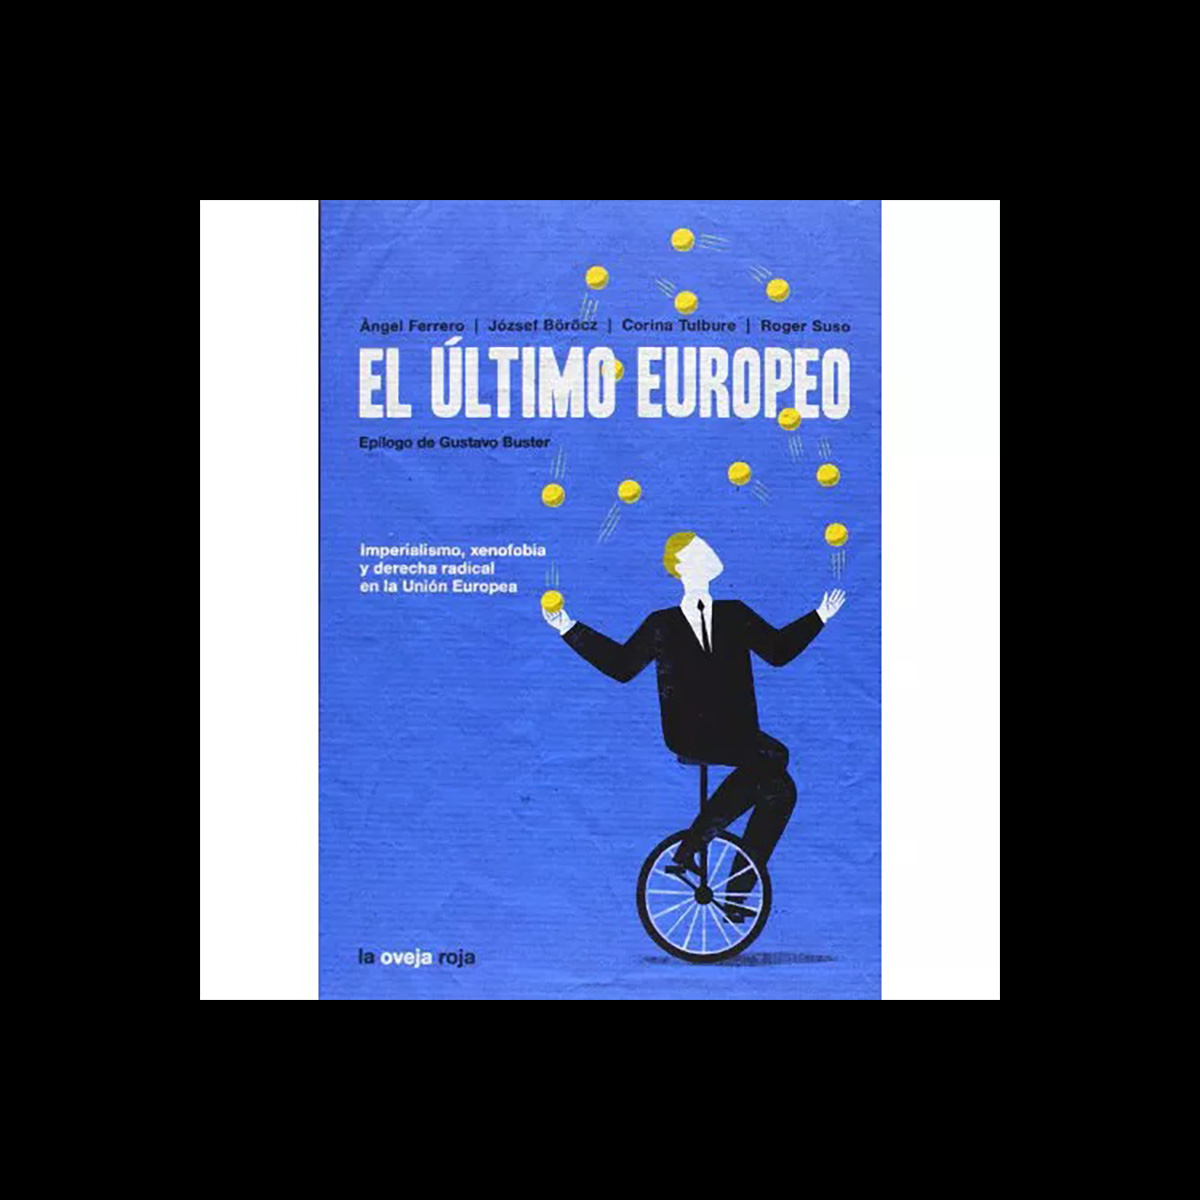 Àngel Ferrero | József Böröcz | Corina Tulbure | Roger Suso
EL ÚLTIMO EUROPEO
Epílogo de Gustavo Buster
Imperialismo, xenofobia
y derecha radical
en la Unión Europea
la oveja roja